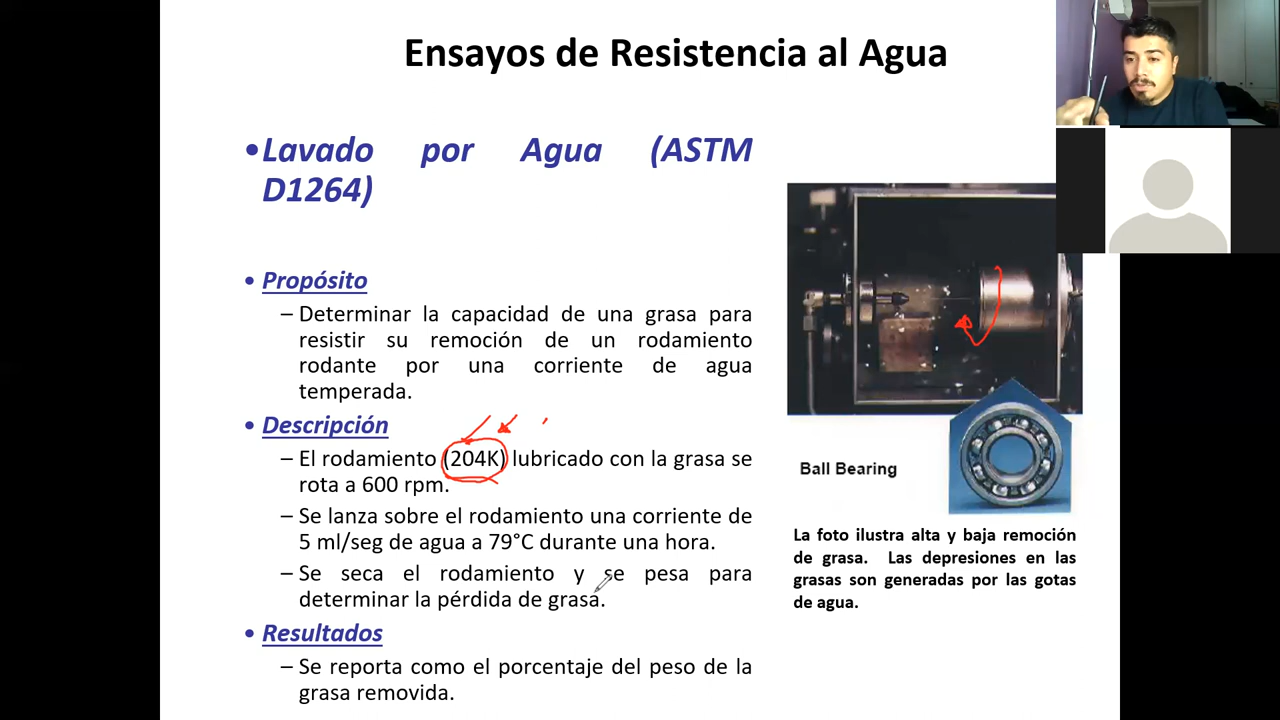 Ensayos de Resistencia al Agua
•Lavado por Agua (ASTM
D1264)
• Propósito
– Determinar la capacidad de una grasa para
resistir su remoción de un rodamiento
rodante por una corriente de agua
temperada.
• Descripción
– El rodamiento (204K) lubricado con la grasa se
rota a 600 rpm.
– Se lanza sobre el rodamiento una corriente de
5 ml/seg de agua a 79°C durante una hora.
– Se seca el rodamiento y se pesa para
determinar la pérdida de grasa.
• Resultados
– Se reporta como el porcentaje del peso de la
grasa removida.
Ball Bearing
La foto ilustra alta y baja remoción
de grasa. Las depresiones en las
grasas son generadas por las gotas
de agua.